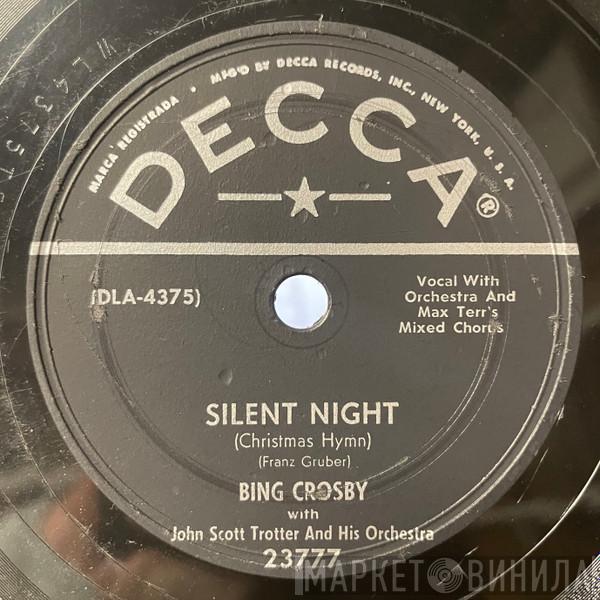 MARCA REGISTRADA • MFG'D BY DECCA RECORDS, INC., NEW YORK, U. S. A.
DECCA®
(DLA-4375)
Vocal With
Orchestra And
Max Terr's
Mixed Chorus
SILENT NIGHT
(Christmas Hymn)
(Franz Gruber)
BING CROSBY
with
John Scott Trotter And His Orchestra
23777
МАРКЕТ ВИНИЛА